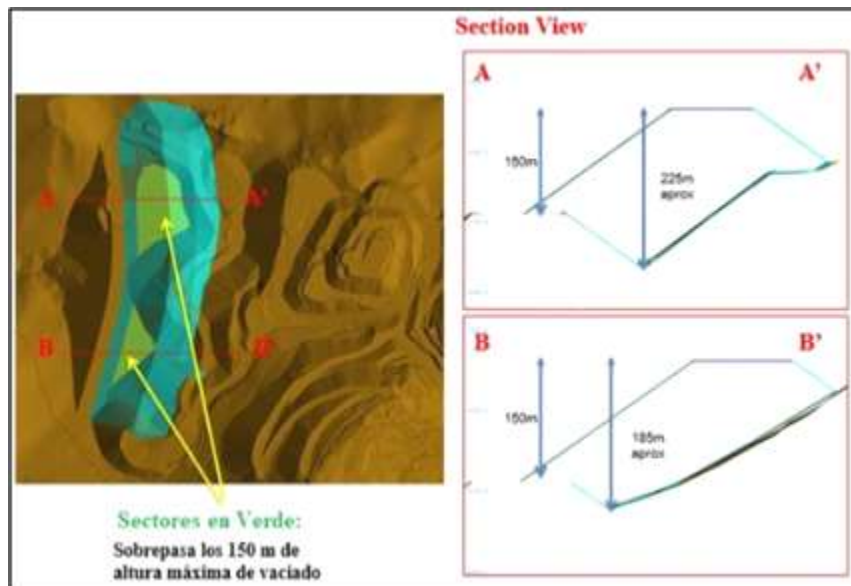 Section View
A A'
150m
225m
aprox
A A'
B B'
B B'
150m
185m
aprox
Sectores en Verde:
Sobrepasa los 150 m de
altura máxima de vaciado